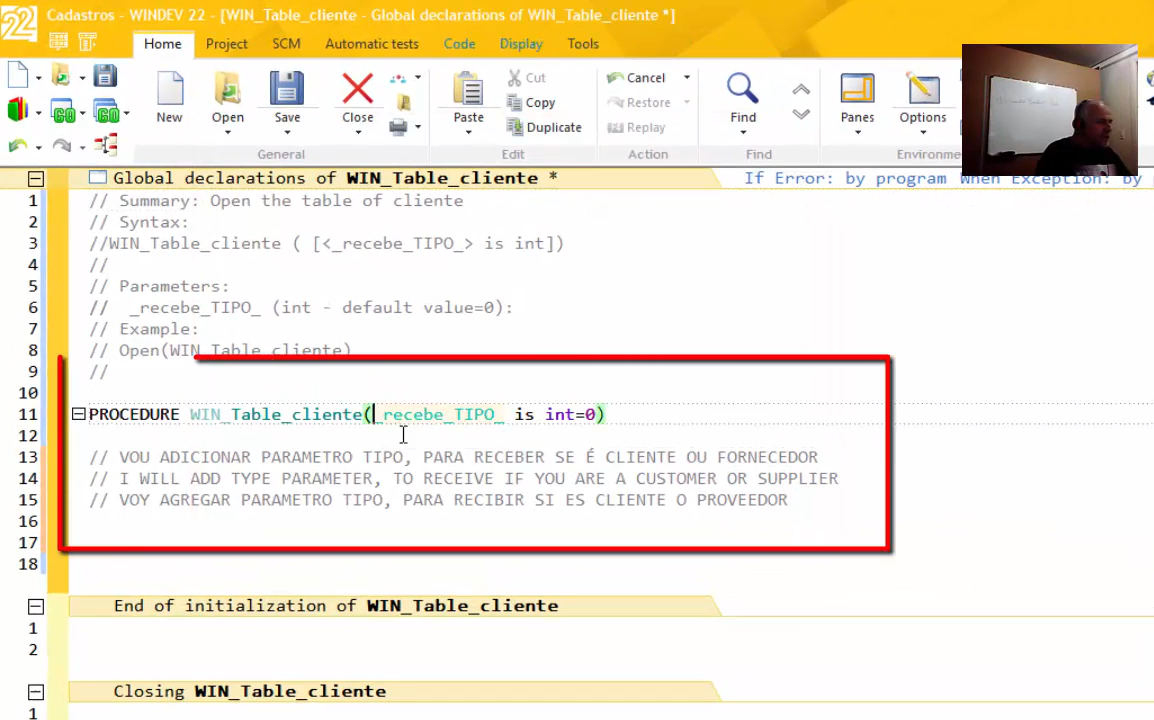 22 Cadastros - WINDEV 22 - [WIN_Table_cliente - Global declarations of WIN_Table_cliente *]
Home Project SCM Automatic tests Code Display Tools
New Open Save Close Paste Cut Copy Duplicate Cancel Restore Replay Find Panes Options
GO GO
General Edit Action Find Environme
Global declarations of WIN_Table_cliente * If Error: by program When Exception: by p
1 // Summary: Open the table of cliente
2 // Syntax:
3 //WIN_Table_cliente ( [<_recebe_TIPO_> is int])
4 //
5 // Parameters:
6 // _recebe_TIPO_ (int - default value=0):
7 // Example:
8 // Open(WIN_Table_cliente)
9 //
10
11 PROCEDURE WIN_Table_cliente(_recebe_TIPO_ is int=0)
12
13 // VOU ADICIONAR PARAMETRO TIPO, PARA RECEBER SE É CLIENTE OU FORNECEDOR
14 // I WILL ADD TYPE PARAMETER, TO RECEIVE IF YOU ARE A CUSTOMER OR SUPPLIER
15 // VOY AGREGAR PARAMETRO TIPO, PARA RECIBIR SI ES CLIENTE O PROVEEDOR
16
17
18
End of initialization of WIN_Table_cliente
1
2
Closing WIN_Table_cliente
1